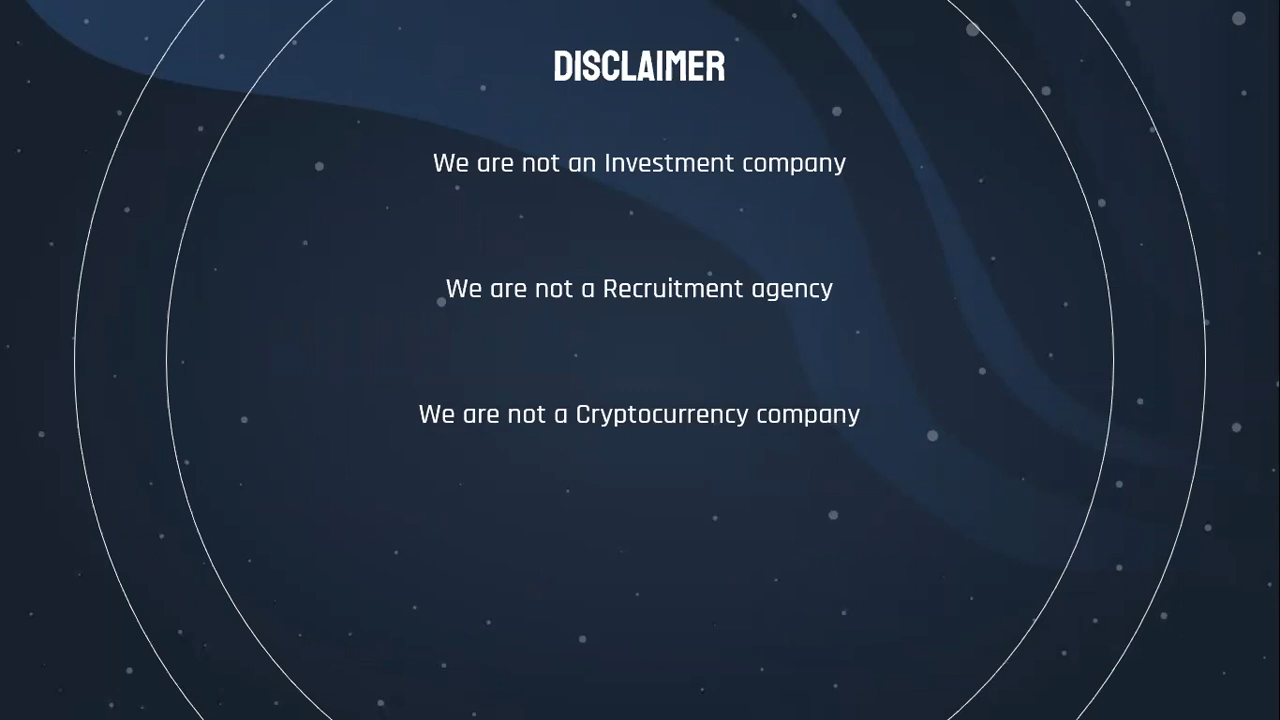 DISCLAIMER
We are not an Investment company
We are not a Recruitment agency
We are not a Cryptocurrency company